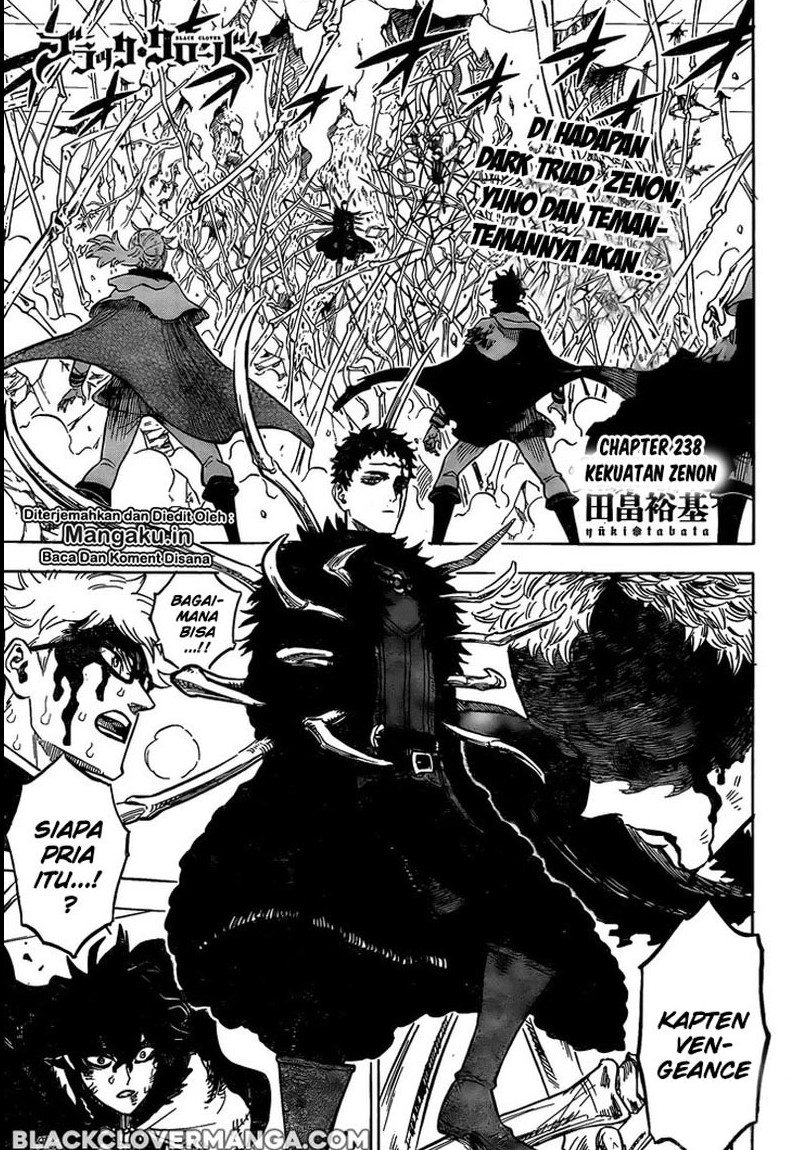 ブラック・クローバー
BLACK CLOVER
DI HADAPAN
DARK TRIAD, ZENON,
YUNO DAN TEMAN-
TEMANNYA AKAN...
CHAPTER 238
KEKUATAN ZENON
田畠裕基
yūki tabata
Diterjemahkan dan Diedit Oleh :
Mangaku.in
Baca Dan Koment Disana
BAGAI-
MANA
BISA
...!!
SIAPA
PRIA
ITU...!
?
KAPTEN
VEN-
GEANCE
BLACKCLOVERMANGA.COM